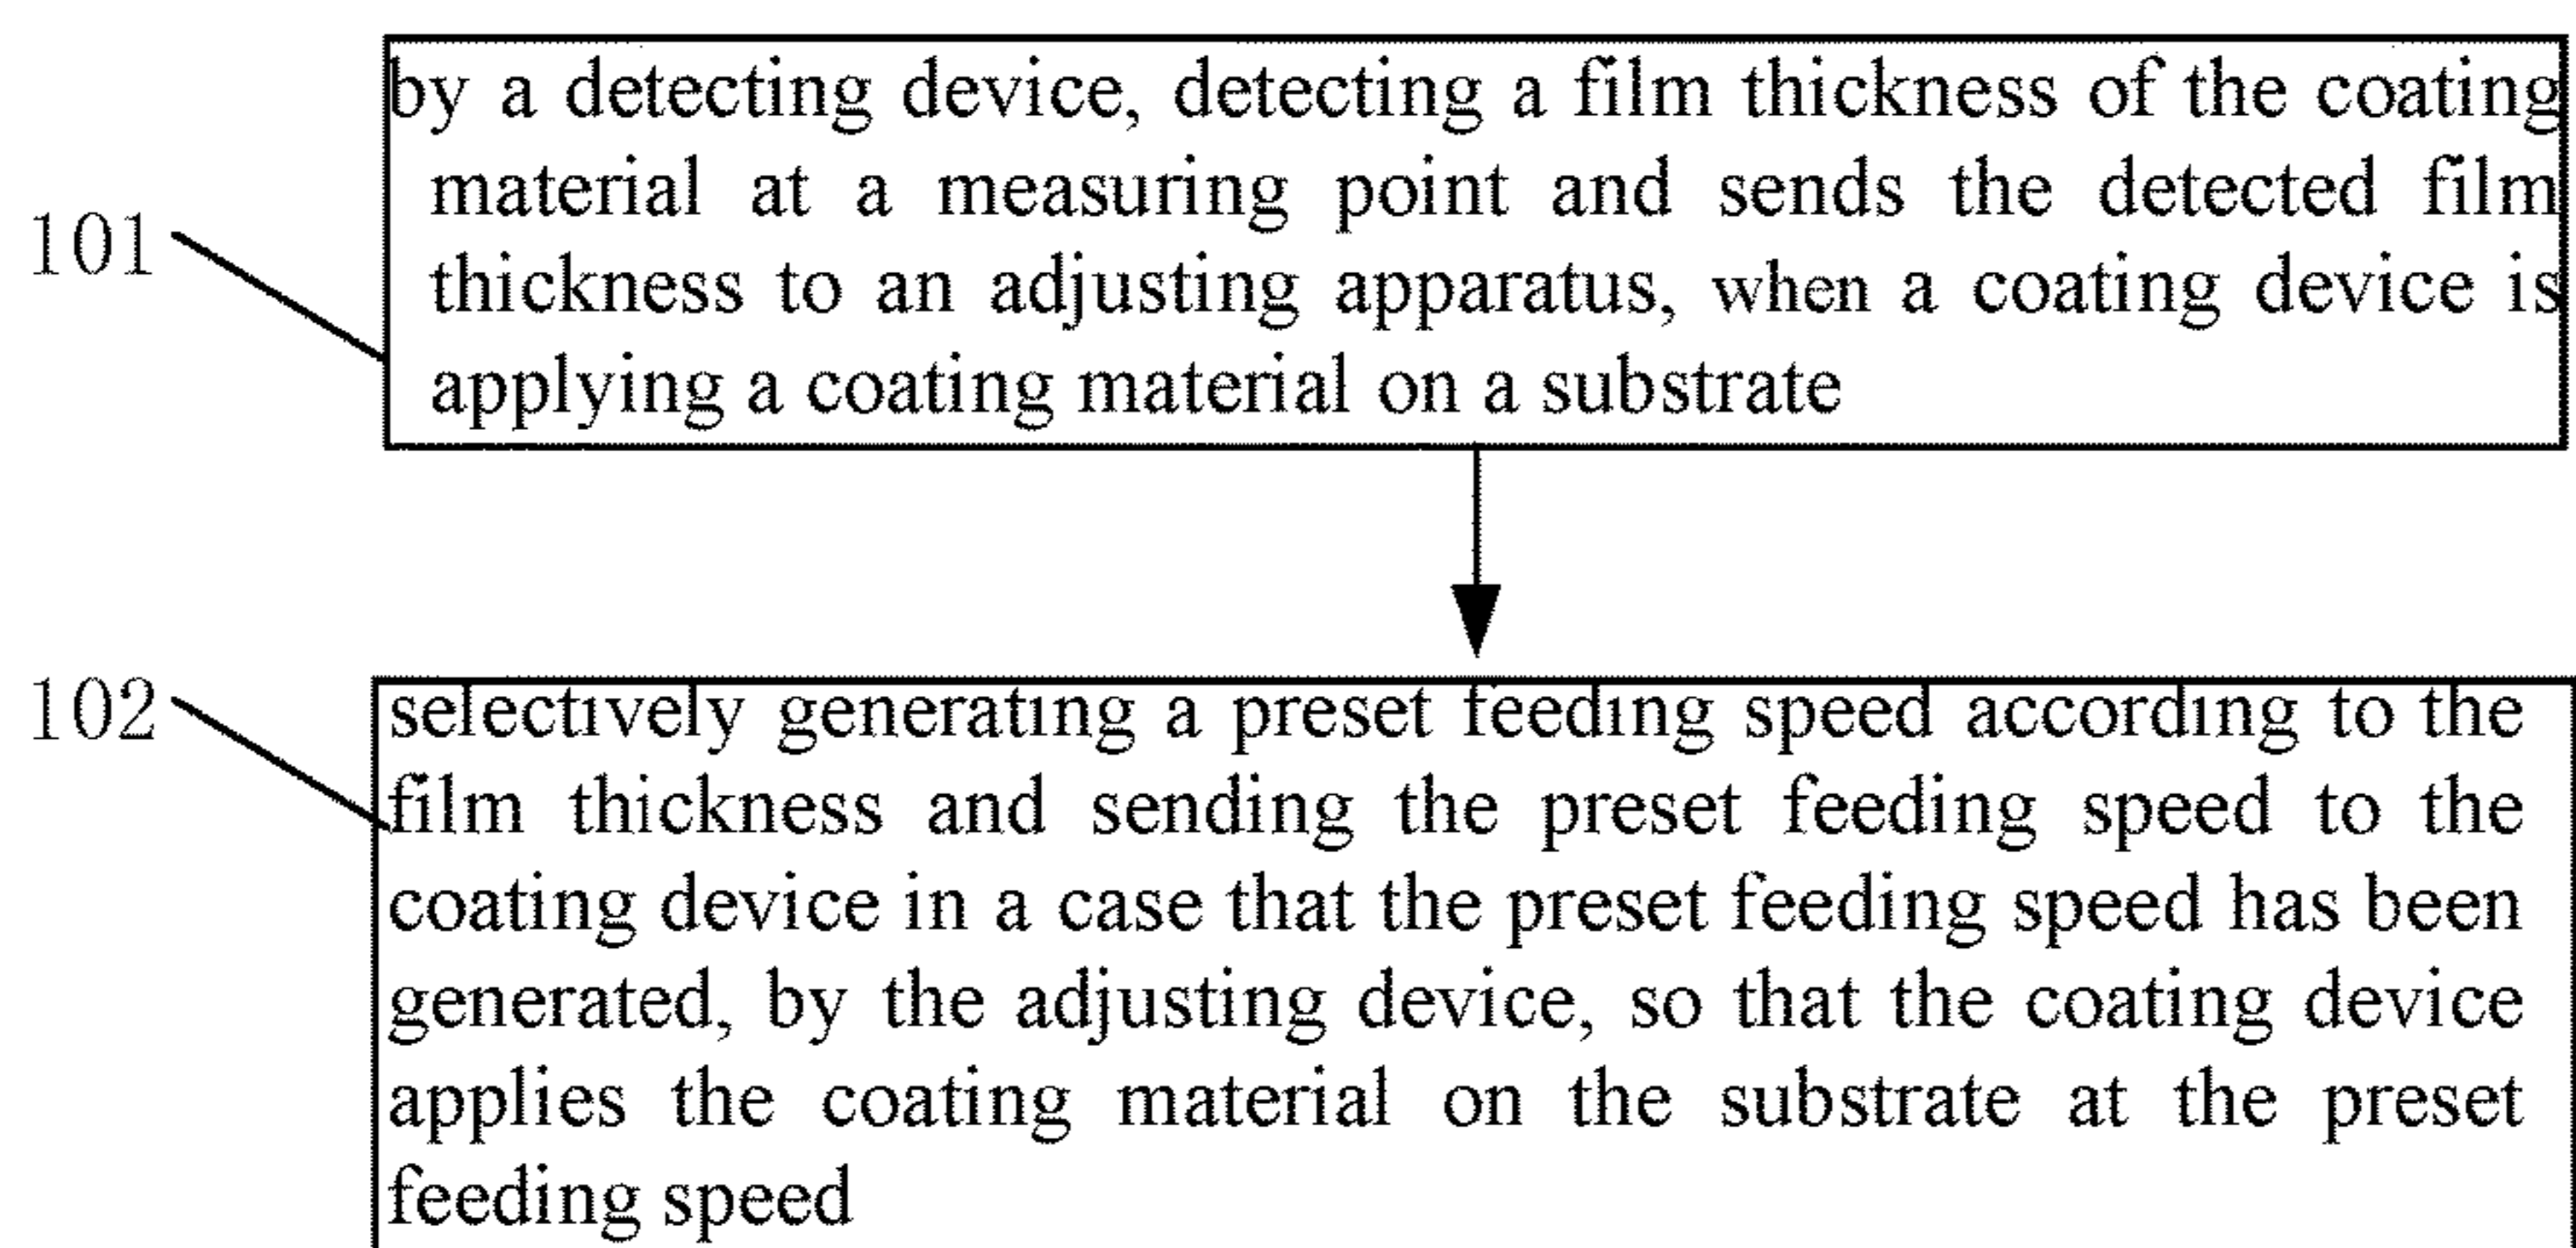 by a detecting device, detecting a film thickness of the coating
material at a measuring point and sends the detected film
101
thickness to an adjusting apparatus, when a coating device is
applying a coating material on a substrate
102
selectively generating a preset feeding speed according to the
film thickness and sending the preset feeding speed to the
coating device in a case that the preset feeding speed has been
generated, by the adjusting device, so that the coating device
applies the coating material on the substrate at the preset
feeding speed